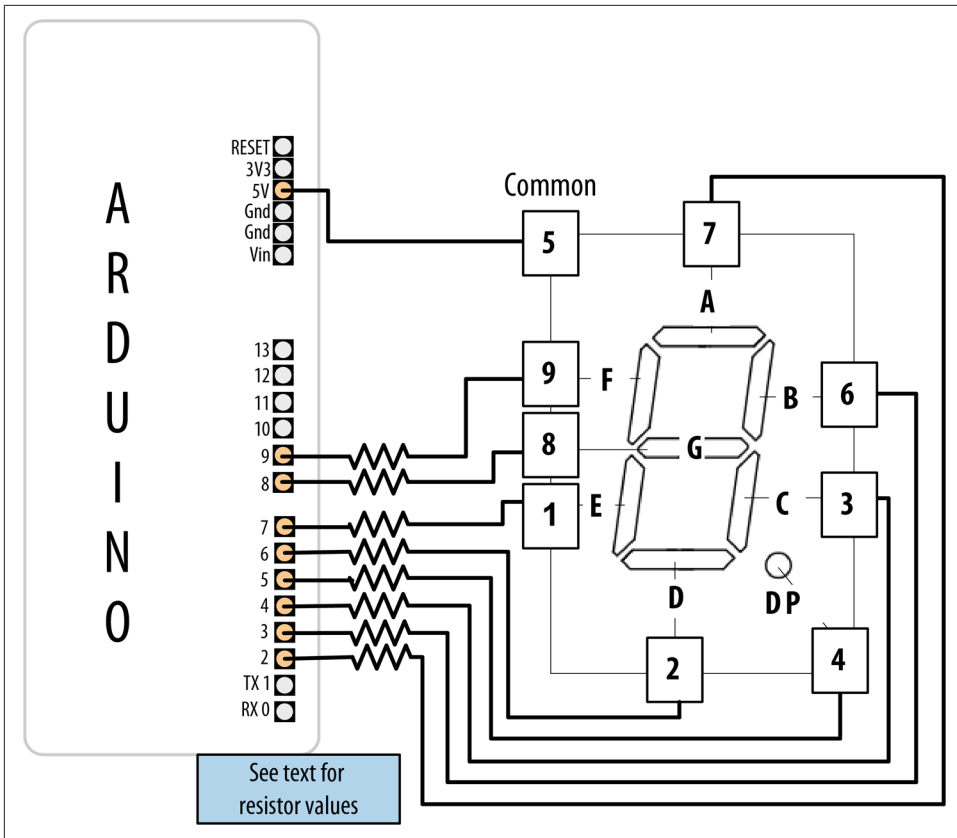 A
R
D
U
I
N
O
RESET
3V3
5V
Gnd
Gnd
Vin
13
12
11
10
9
8
7
6
5
4
3
2
TX 1
RX 0
Common
5
7
A
9
F
B
6
8
G
1
E
C
3
D
DP
2
4
See text for
resistor values